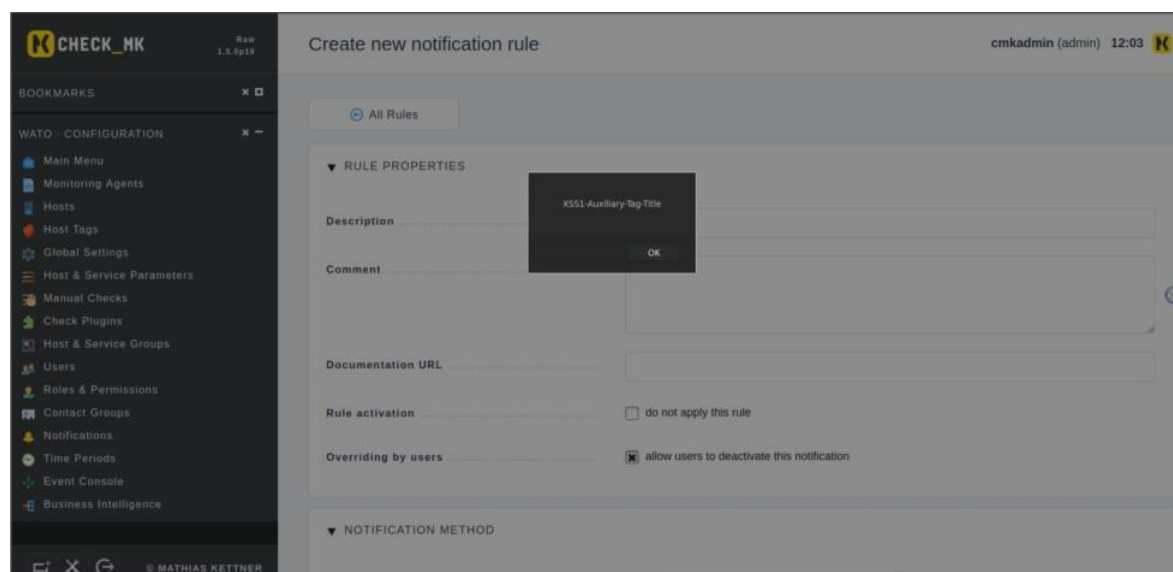 CHECK_MK
Raw
1.5.0p18
Create new notification rule
cmkadmin (admin) 12:03
BOOKMARKS
All Rules
WATO · CONFIGURATION
Main Menu
Monitoring Agents
Hosts
Host Tags
Global Settings
Host & Service Parameters
Manual Checks
Check Plugins
Host & Service Groups
Users
Roles & Permissions
Contact Groups
Notifications
Time Periods
Event Console
Business Intelligence
© MATHIAS KETTNER
RULE PROPERTIES
XSS1-Auxiliary-Tag-Title
OK
Description
Comment
Documentation URL
Rule activation
do not apply this rule
Overriding by users
allow users to deactivate this notification
NOTIFICATION METHOD